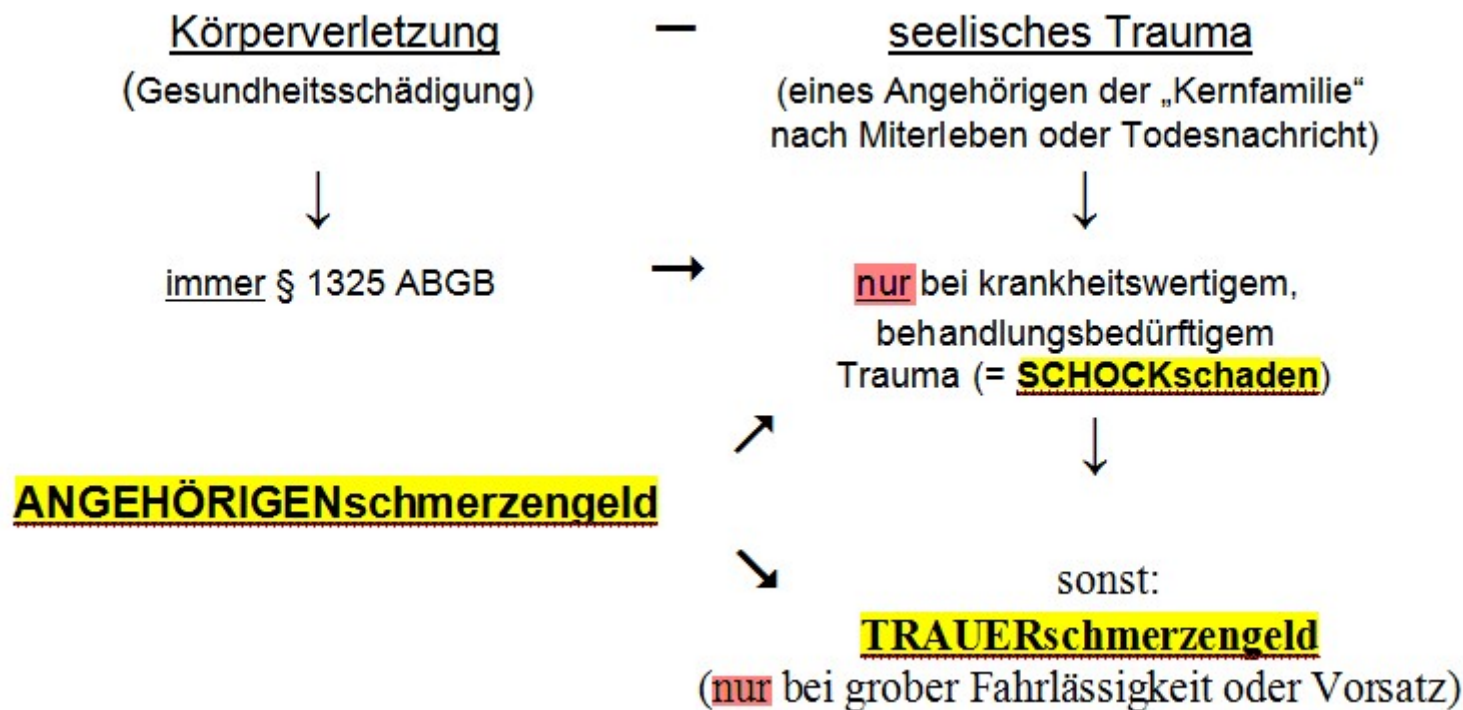 Körperverletzung – seelisches Trauma
(Gesundheitsschädigung) (eines Angehörigen der „Kernfamilie“
nach Miterleben oder Todesnachricht)
↓ ↓
immer § 1325 ABGB → nur bei krankheitswertigem,
behandlungsbedürftigem
Trauma (= SCHOCKschaden)
↗ ↓
ANGEHÖRIGENschmerzengeld
↘ sonst:
TRAUERschmerzengeld
(nur bei grober Fahrlässigkeit oder Vorsatz)